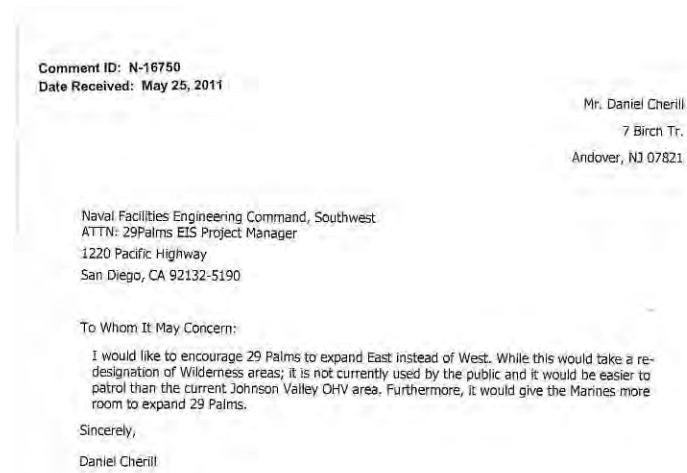 Comment ID: N-16750
Date Received: May 25, 2011
Mr. Daniel Cherill
7 Birch Tr.
Andover, NJ 07821
Naval Facilities Engineering Command, Southwest
ATTN: 29Palms EIS Project Manager
1220 Pacific Highway
San Diego, CA 92132-5190
To Whom It May Concern:
I would like to encourage 29 Palms to expand East instead of West. While this would take a re-
designation of Wilderness areas; it is not currently used by the public and it would be easier to
patrol than the current Johnson Valley OHV area. Furthermore, it would give the Marines more
room to expand 29 Palms.
Sincerely,
Daniel Cherill